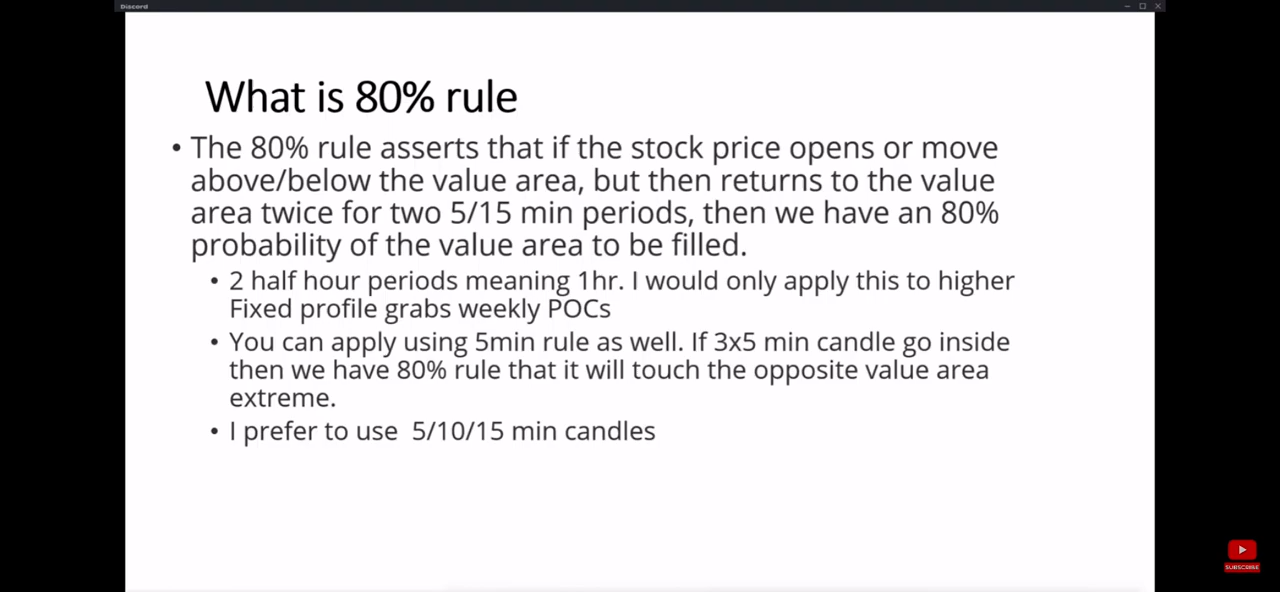 Discord
What is 80% rule
• The 80% rule asserts that if the stock price opens or move
above/below the value area, but then returns to the value
area twice for two 5/15 min periods, then we have an 80%
probability of the value area to be filled.
• 2 half hour periods meaning 1hr. I would only apply this to higher
Fixed profile grabs weekly POCs
• You can apply using 5min rule as well. If 3x5 min candle go inside
then we have 80% rule that it will touch the opposite value area
extreme.
• I prefer to use  5/10/15 min candles
SUBSCRIBE